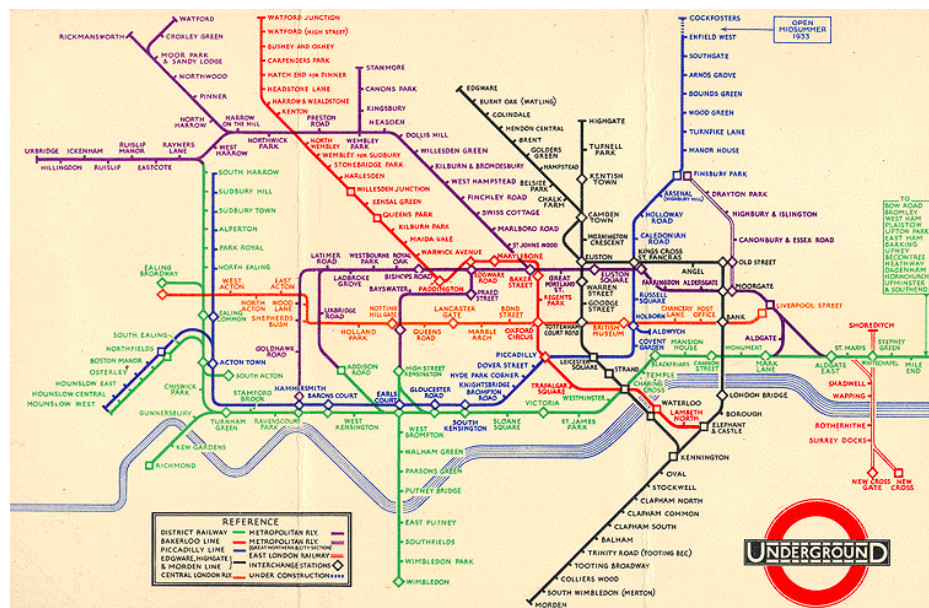 WATFORD
CROXLEY GREEN
RICKMANSWORTH
MOOR PARK
& SANDY LODGE
NORTHWOOD
PINNER
NORTH
HARROW
HARROW
ON THE HILL
NORTHWICK
PARK
PRESTON
ROAD
WEMBLEY
PARK
STANMORE
CANONS PARK
KINGSBURY
NEASDEN
DOLLIS HILL
WILLESDEN GREEN
KILBURN & BRONDESBURY
WEST HAMPSTEAD
FINCHLEY ROAD
SWISS COTTAGE
MARLBORO ROAD
ST JOHNS WOOD
WATFORD JUNCTION
WATFORD (HIGH STREET)
BUSHEY AND OXHEY
CARPENDERS PARK
HATCH END FOR PINNER
HEADSTONE LANE
HARROW & WEALDSTONE
KENTON
NORTH
WEMBLEY
WEMBLEY FOR SUDBURY
STONEBRIDGE PARK
HARLESDEN
WILLESDEN JUNCTION
KENSAL GREEN
QUEENS PARK
KILBURN PARK
MAIDA VALE
WARWICK AVENUE
PADDINGTON
EDGWARE
ROAD
MARYLEBONE
BAKER
STREET
REGENTS
PARK
EDGWARE
BURNT OAK (WATLING)
COLINDALE
HENDON CENTRAL
BRENT
GOLDERS
GREEN
HAMPSTEAD
BELSIZE
PARK
CHALK
FARM
HIGHGATE
TUFNELL
PARK
KENTISH
TOWN
CAMDEN
TOWN
MORNINGTON
CRESCENT
EUSTON
COCKFOSTERS
ENFIELD WEST
OPEN
MIDSUMMER
1933
SOUTHGATE
ARNOS GROVE
BOUNDS GREEN
WOOD GREEN
TURNPIKE LANE
MANOR HOUSE
FINSBURY PARK
ARSENAL
(HIGHBURY HILL)
HOLLOWAY
ROAD
CALEDONIAN
ROAD
KINGS CROSS
ST. PANCRAS
DRAYTON PARK
HIGHBURY & ISLINGTON
CANONBURY & ESSEX ROAD
OLD STREET
ANGEL
MOORGATE
TO
BOW ROAD
BROMLEY
WEST HAM
PLAISTOW
UPTON PARK
EAST HAM
BARKING
UPNEY
BECONTREE
HEATHWAY
DAGENHAM
HORNCHURCH
UPMINSTER
& SOUTHEND
UXBRIDGE
ICKENHAM
RUISLIP
MANOR
RAYNERS
LANE
WEST
HARROW
HILLINGDON
RUISLIP
EASTCOTE
SOUTH HARROW
SUDBURY HILL
SUDBURY TOWN
ALPERTON
PARK ROYAL
NORTH EALING
EALING
BROADWAY
EALING
COMMON
WEST
ACTON
EAST
ACTON
NORTH
ACTON
WOOD
LANE
SHEPHERDS
BUSH
LATIMER
ROAD
LADBROKE
GROVE
WESTBOURNE
PARK
ROYAL
OAK
BISHOPS ROAD
BAYSWATER
PRAED
STREET
GREAT
PORTLAND
ST.
EUSTON
SQUARE
FARRINGDON
ALDERSGATE
WARREN
STREET
GOODGE
STREET
RUSSELL
SQUARE
UXBRIDGE
ROAD
GOLDHAWK
ROAD
HOLLAND
PARK
NOTTING
HILL GATE
QUEENS
ROAD
LANCASTER
GATE
MARBLE
ARCH
BOND
STREET
OXFORD
CIRCUS
TOTTENHAM
COURT ROAD
BRITISH
MUSEUM
HOLBORN
CHANCERY
LANE
POST
OFFICE
BANK
LIVERPOOL STREET
ALDWYCH
COVENT
GARDEN
ALDGATE
SOUTH EALING
NORTHFIELDS
BOSTON MANOR
OSTERLEY
HOUNSLOW EAST
HOUNSLOW CENTRAL
HOUNSLOW WEST
ACTON TOWN
SOUTH ACTON
CHISWICK
PARK
GUNNERSBURY
KEW GARDENS
RICHMOND
TURNHAM
GREEN
STAMFORD
BROOK
RAVENSCOURT
PARK
HAMMERSMITH
BARONS COURT
WEST
KENSINGTON
ADDISON
ROAD
EARLS
COURT
HIGH STREET
KENSINGTON
GLOUCESTER
ROAD
SOUTH
KENSINGTON
SLOANE
SQUARE
VICTORIA
ST. JAMES
PARK
WESTMINSTER
PICCADILLY
DOVER STREET
HYDE PARK CORNER
KNIGHTSBRIDGE
BROMPTON
ROAD
LEICESTER
SQUARE
TRAFALGAR
SQUARE
STRAND
CHARING
CROSS
TEMPLE
BLACKFRIARS
MANSION
HOUSE
CANNON
STREET
MONUMENT
MARK
LANE
ALDGATE
EAST
ST. MARYS
WHITECHAPEL
STEPNEY
GREEN
MILE
END
SHOREDITCH
SHADWELL
WAPPING
ROTHERHITHE
SURREY DOCKS
NEW CROSS
GATE
NEW
CROSS
WATERLOO
LAMBETH
NORTH
LONDON BRIDGE
BOROUGH
ELEPHANT
& CASTLE
KENNINGTON
OVAL
STOCKWELL
CLAPHAM NORTH
CLAPHAM COMMON
CLAPHAM SOUTH
BALHAM
TRINITY ROAD (TOOTING BEC)
TOOTING BROADWAY
COLLIERS WOOD
SOUTH WIMBLEDON (MERTON)
MORDEN
WEST
BROMPTON
WALHAM GREEN
PARSONS GREEN
PUTNEY BRIDGE
EAST PUTNEY
SOUTHFIELDS
WIMBLEDON PARK
WIMBLEDON
REFERENCE
DISTRICT RAILWAY
BAKERLOO LINE
PICCADILLY LINE
EDGWARE, HIGHGATE
& MORDEN LINE
CENTRAL LONDON RLY.
METROPOLITAN RLY.
METROPOLITAN RLY.
(GREAT NORTHERN & CITY SECTION)
EAST LONDON RAILWAY
INTERCHANGE STATIONS
UNDER CONSTRUCTION
UNDERGROUND